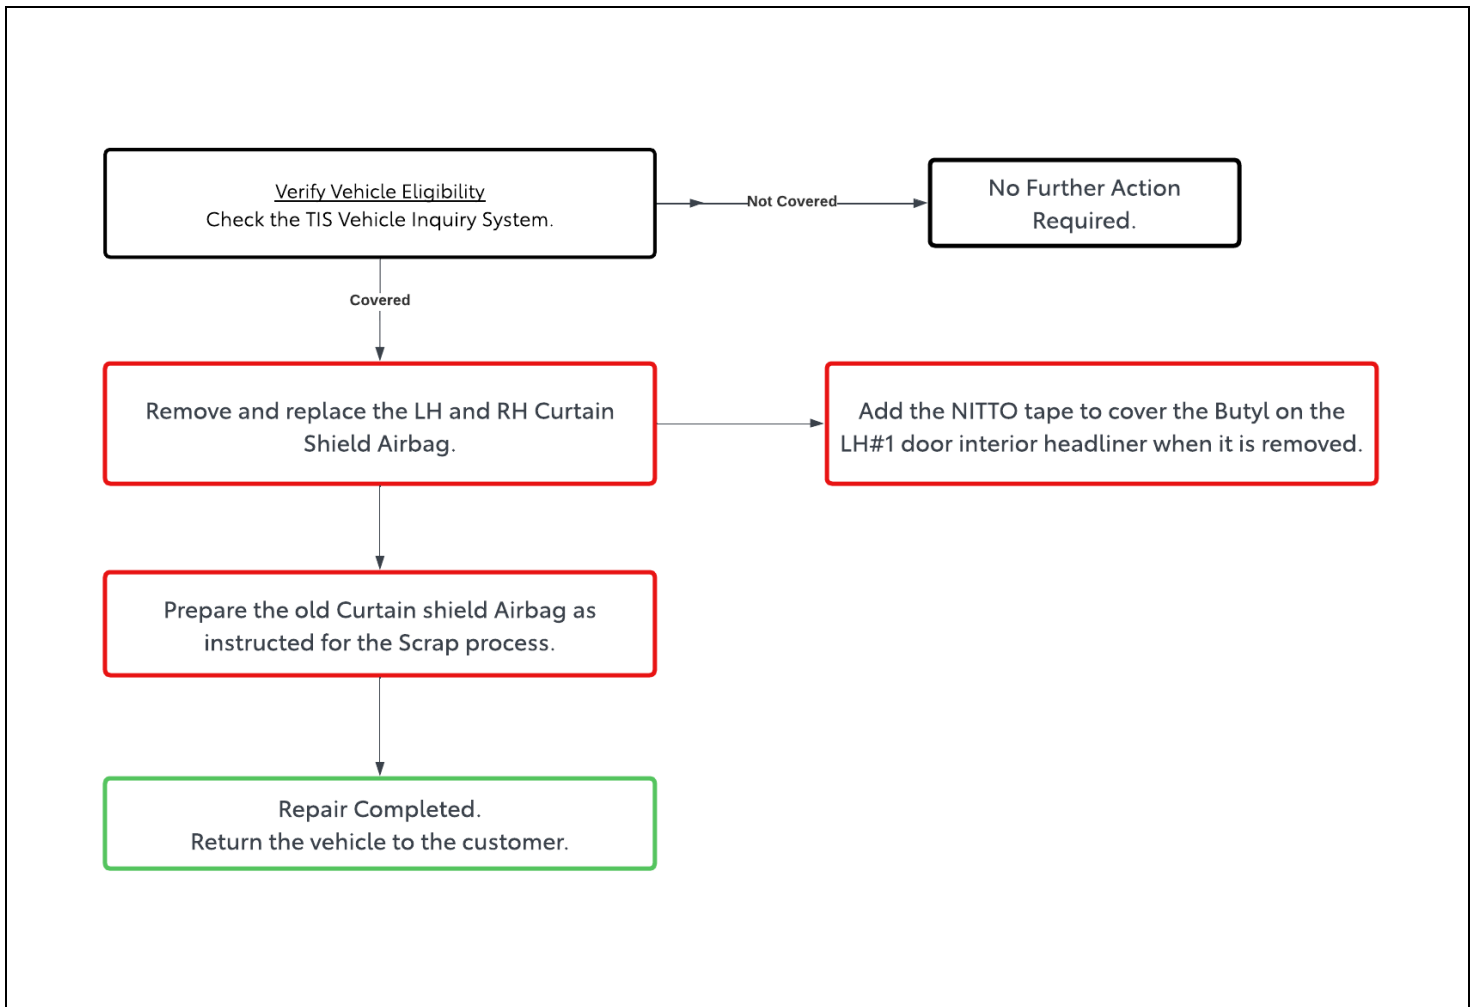 Verify Vehicle Eligibility
Check the TIS Vehicle Inquiry System.
Not Covered
No Further Action
Required.
Covered
Remove and replace the LH and RH Curtain
Shield Airbag.
Add the NITTO tape to cover the Butyl on the
LH#1 door interior headliner when it is removed.
Prepare the old Curtain shield Airbag as
instructed for the Scrap process.
Repair Completed.
Return the vehicle to the customer.